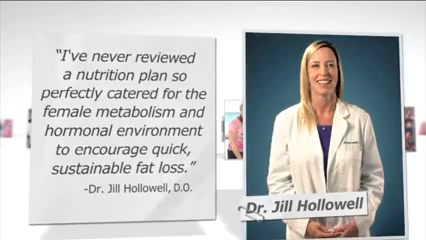 "I've never reviewed
a nutrition plan so
perfectly catered for the
female metabolism and
hormonal environment
to encourage quick,
sustainable fat loss."
-Dr. Jill Hollowell, D.O.
Dr. Jill Hollowell